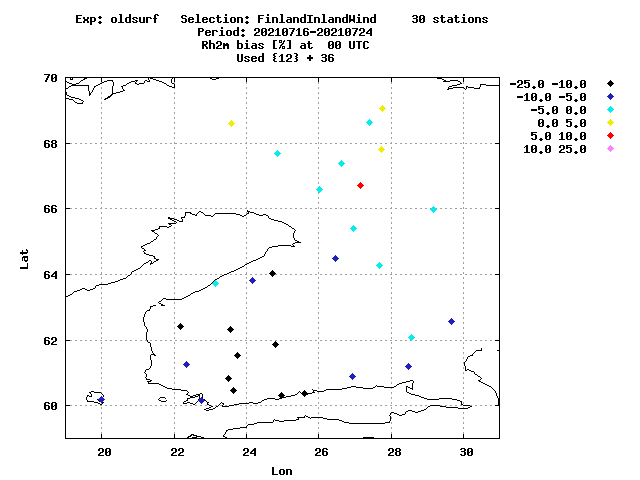 Exp: oldsurf   Selection: FinlandInlandWind     30 stations
Period: 20210716-20210724
Rh2m bias [%] at  00 UTC
Used {12} + 36
-25.0 -10.0
-10.0 -5.0
-5.0 0.0
0.0 5.0
5.0 10.0
10.0 25.0
70
68
66
64
62
60
Lat
20 22 24 26 28 30
Lon